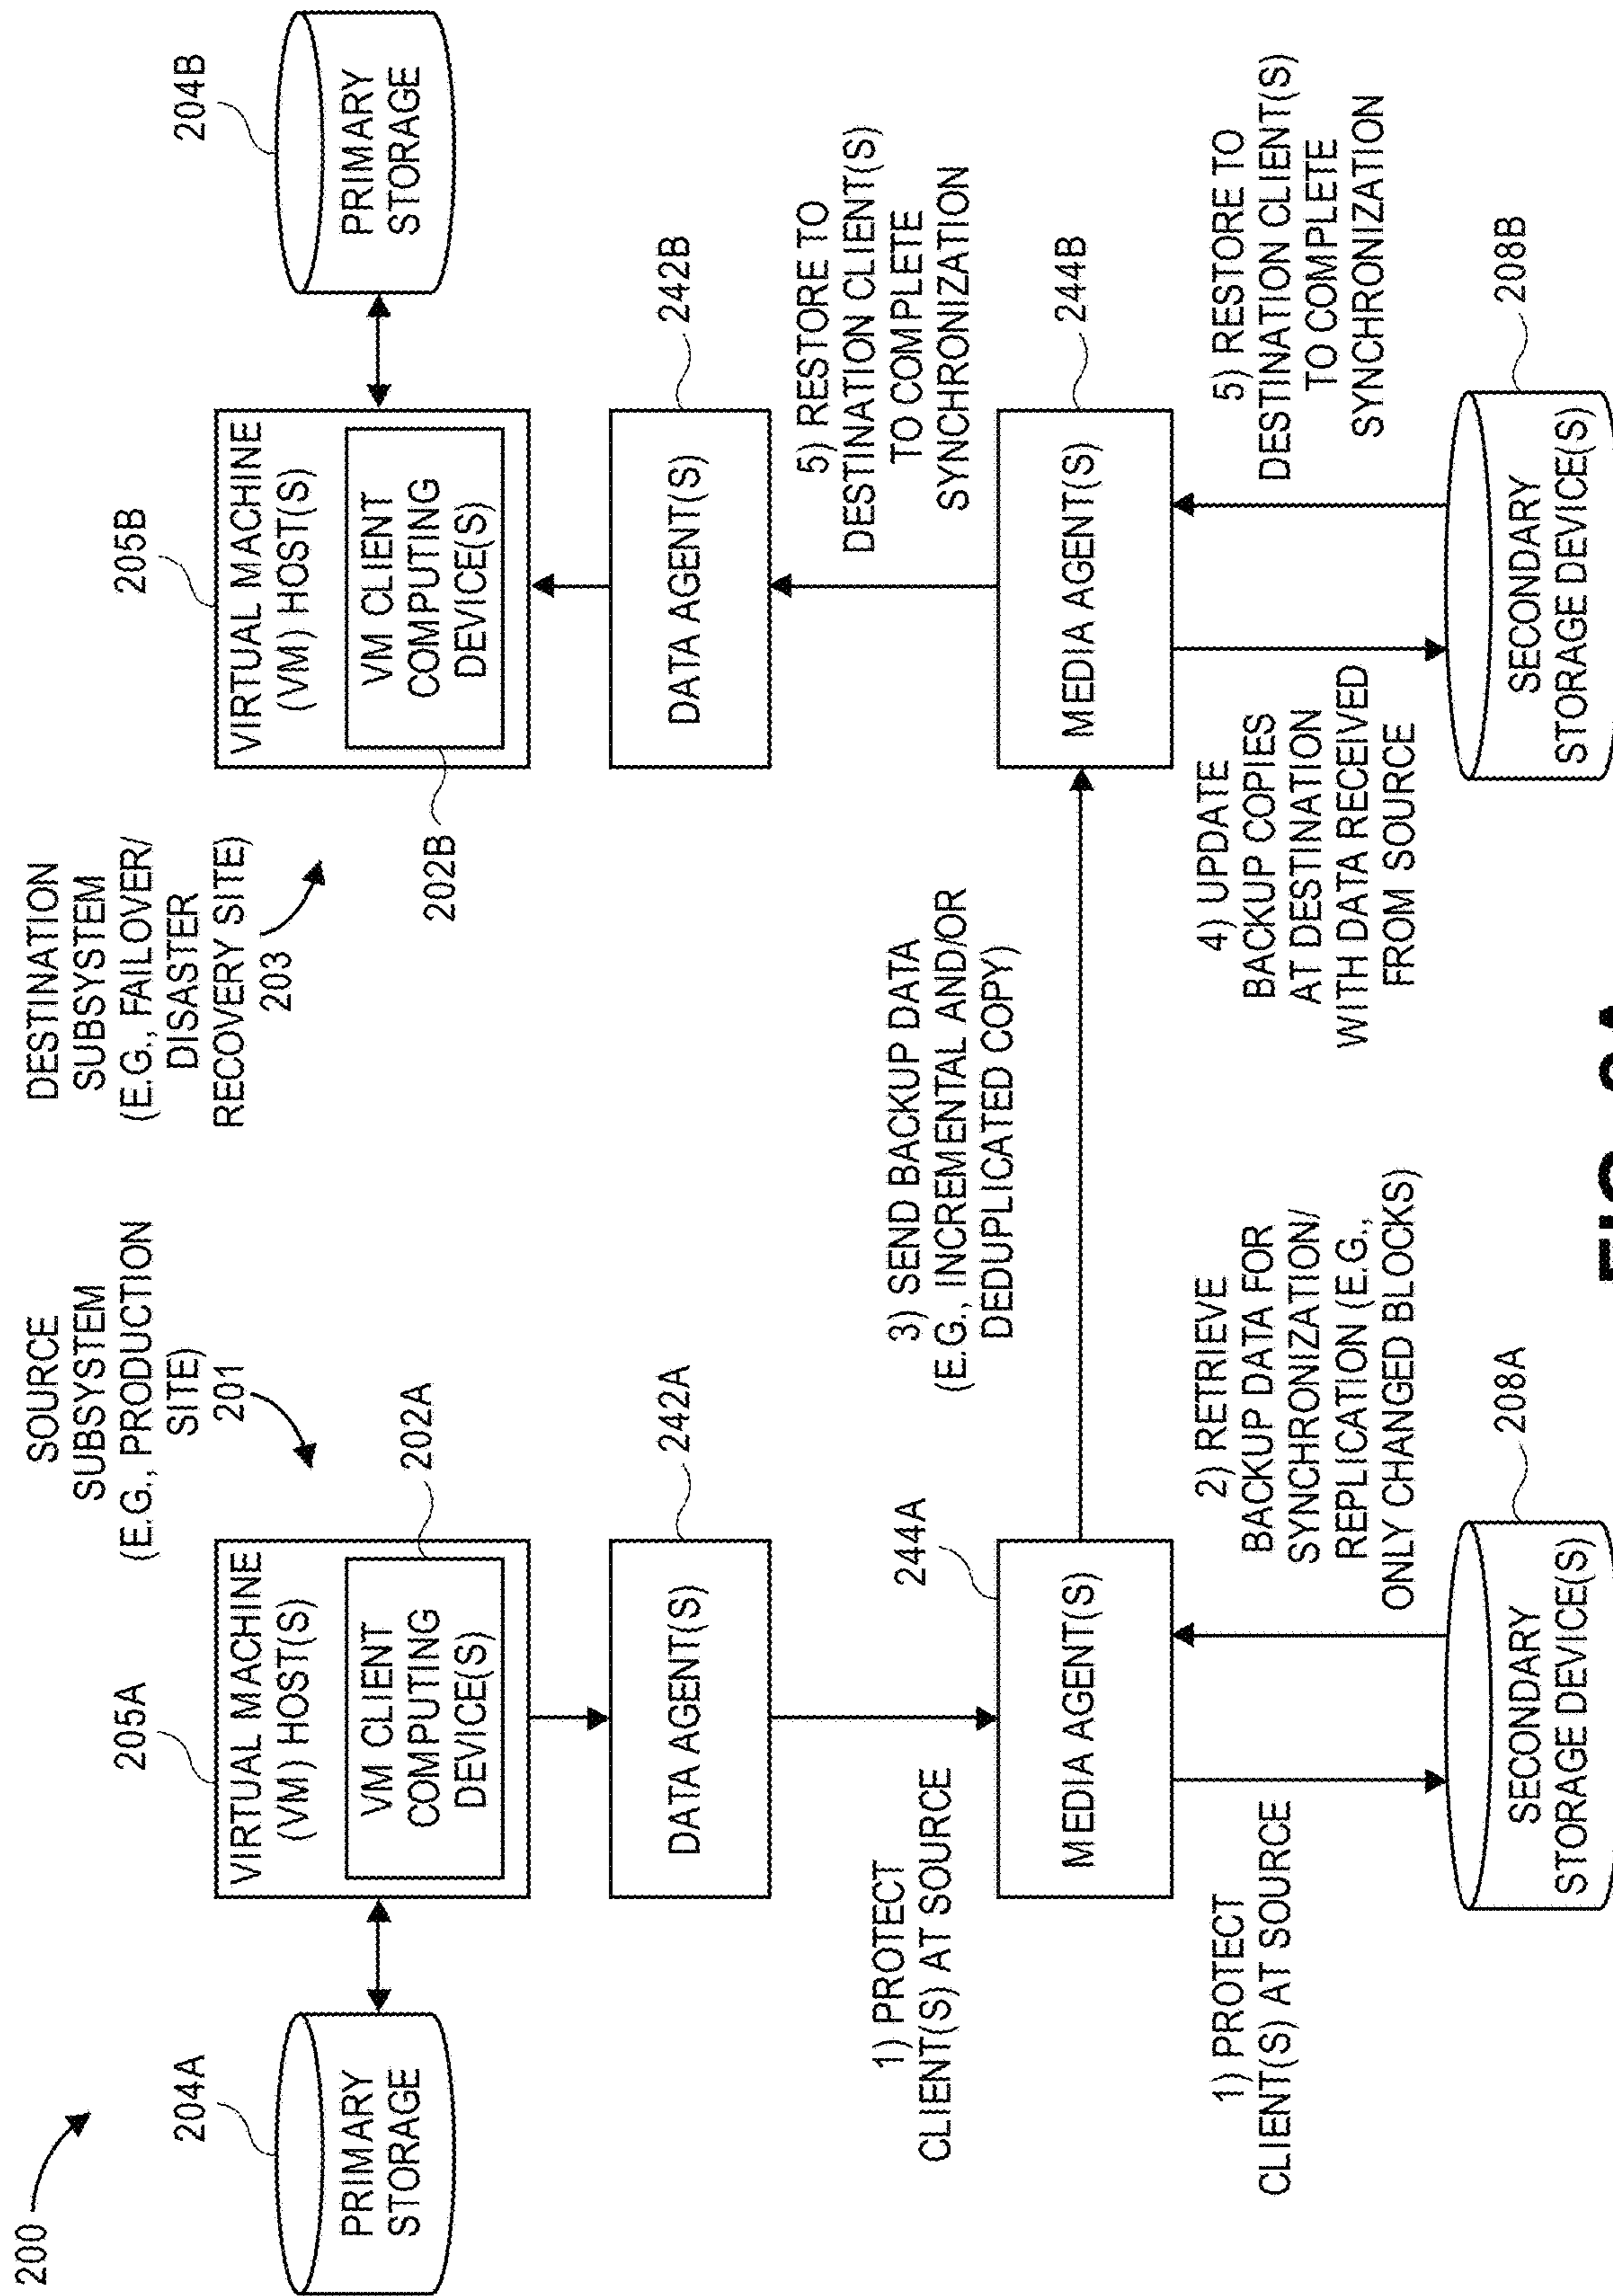 200
SOURCE
SUBSYSTEM
(E.G., PRODUCTION
SITE)
201
DESTINATION
SUBSYSTEM
(E.G., FAILOVER/
DISASTER
RECOVERY SITE)
203
204A
PRIMARY
STORAGE
205A
VIRTUAL MACHINE
(VM) HOST(S)
VM CLIENT
COMPUTING
DEVICE(S)
202A
205B
VIRTUAL MACHINE
(VM) HOST(S)
VM CLIENT
COMPUTING
DEVICE(S)
202B
204B
PRIMARY
STORAGE
DATA AGENT(S)
242A
DATA AGENT(S)
242B
1) PROTECT
CLIENT(S) AT SOURCE
3) SEND BACKUP DATA
(E.G., INCREMENTAL AND/OR
DEDUPLICATED COPY)
5) RESTORE TO
DESTINATION CLIENT(S)
TO COMPLETE
SYNCHRONIZATION
244A
MEDIA AGENT(S)
MEDIA AGENT(S)
244B
1) PROTECT
CLIENT(S) AT SOURCE
2) RETRIEVE
BACKUP DATA FOR
SYNCHRONIZATION/
REPLICATION (E.G.,
ONLY CHANGED BLOCKS)
4) UPDATE
BACKUP COPIES
AT DESTINATION
WITH DATA RECEIVED
FROM SOURCE
5) RESTORE TO
DESTINATION CLIENT(S)
TO COMPLETE
SYNCHRONIZATION
SECONDARY
STORAGE DEVICE(S)
208A
SECONDARY
STORAGE DEVICE(S)
208B